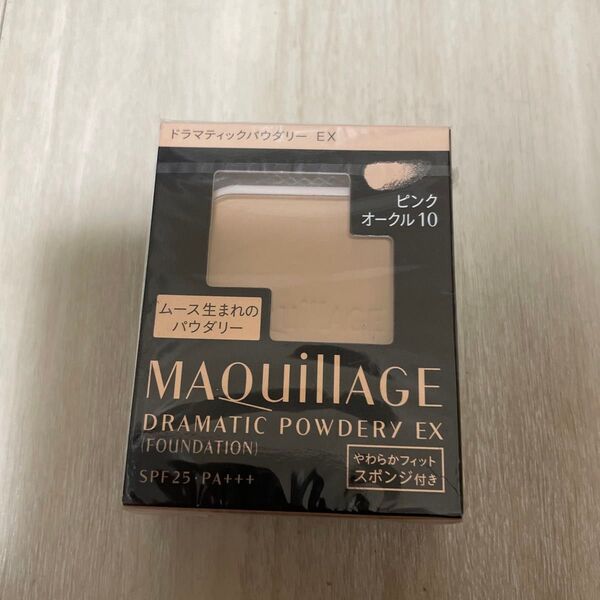 ドラマティックパウダリー EX
ピンク
オークル10
ムース生まれの
パウダリー
MAQuillAGE
DRAMATIC POWDERY EX
(FOUNDATION)
SPF25・PA+++
やわらかフィット
スポンジ付き